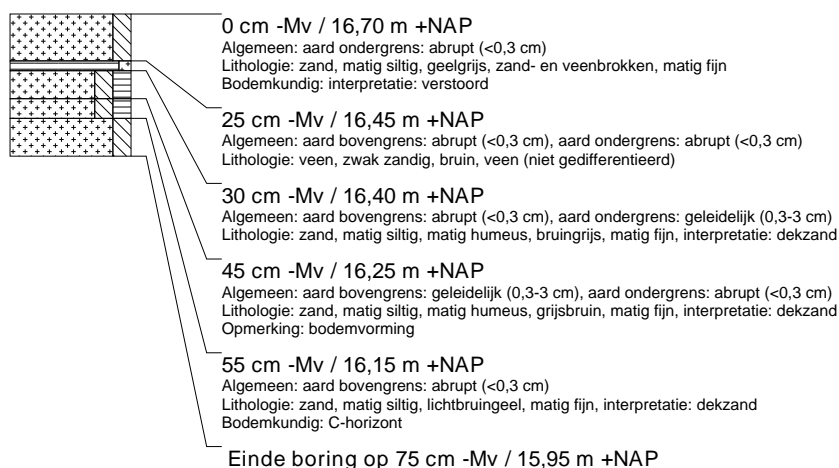 0 cm -Mv / 16,70 m +NAP
Algemeen: aard ondergrens: abrupt (<0,3 cm)
Lithologie: zand, matig siltig, geelgrijs, zand- en veenbrokken, matig fijn
Bodemkundig: interpretatie: verstoord
25 cm -Mv / 16,45 m +NAP
Algemeen: aard bovengrens: abrupt (<0,3 cm), aard ondergrens: abrupt (<0,3 cm)
Lithologie: veen, zwak zandig, bruin, veen (niet gedifferentieerd)
30 cm -Mv / 16,40 m +NAP
Algemeen: aard bovengrens: abrupt (<0,3 cm), aard ondergrens: geleidelijk (0,3-3 cm)
Lithologie: zand, matig siltig, matig humeus, bruingrijs, matig fijn, interpretatie: dekzand
45 cm -Mv / 16,25 m +NAP
Algemeen: aard bovengrens: geleidelijk (0,3-3 cm), aard ondergrens: abrupt (<0,3 cm)
Lithologie: zand, matig siltig, matig humeus, grijsbruin, matig fijn, interpretatie: dekzand
Opmerking: bodemvorming
55 cm -Mv / 16,15 m +NAP
Algemeen: aard bovengrens: abrupt (<0,3 cm)
Lithologie: zand, matig siltig, lichtbruingeel, matig fijn, interpretatie: dekzand
Bodemkundig: C-horizont
Einde boring op 75 cm -Mv / 15,95 m +NAP